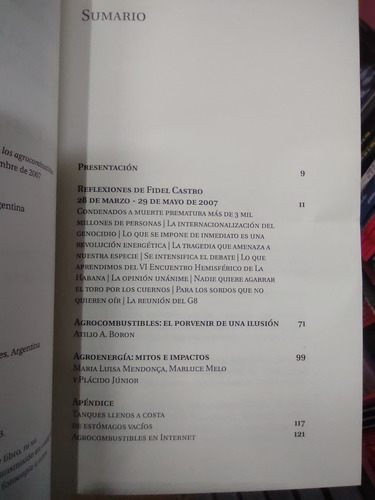 Sumario
Presentación 9
Reflexiones de Fidel Castro
28 de marzo - 29 de mayo de 2007 11
Condenados a muerte prematura más de 3 mil
millones de personas | La internacionalización del
genocidio | Lo que se impone de inmediato es una
revolución energética | La tragedia que amenaza a
nuestra especie | Se intensifica el debate | Lo que
aprendimos del VI Encuentro Hemisférico de La
Habana | La opinión unánime | Nadie quiere agarrar
el toro por los cuernos | Para los sordos que no
quieren oír | La reunión del G8
Agrocombustibles: el porvenir de una ilusión 71
Atilio A. Boron
Agroenergía: mitos e impactos 99
Maria Luisa Mendonça, Marluce Melo
y Plácido Júnior
Apéndice
Tanques llenos a costa
de estómagos vacíos 117
Agrocombustibles en Internet 121
los agrocombustibles
mbre de 2007
gentina
es, Argentina
3.
libro, ni su